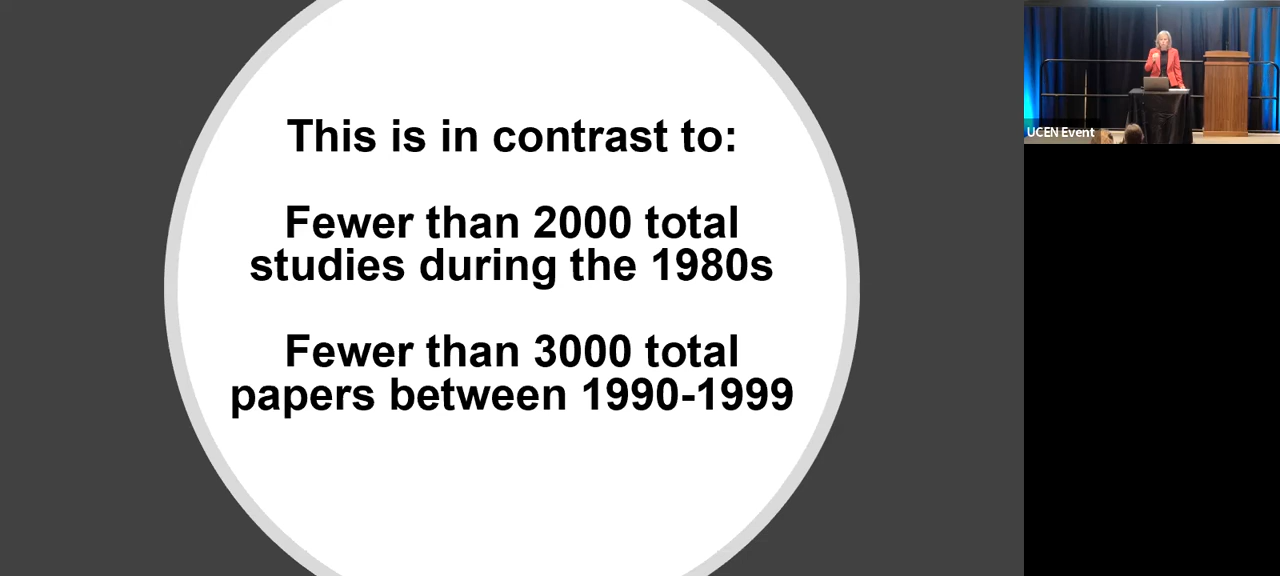 This is in contrast to:
Fewer than 2000 total
studies during the 1980s
Fewer than 3000 total
papers between 1990-1999
UCEN Event